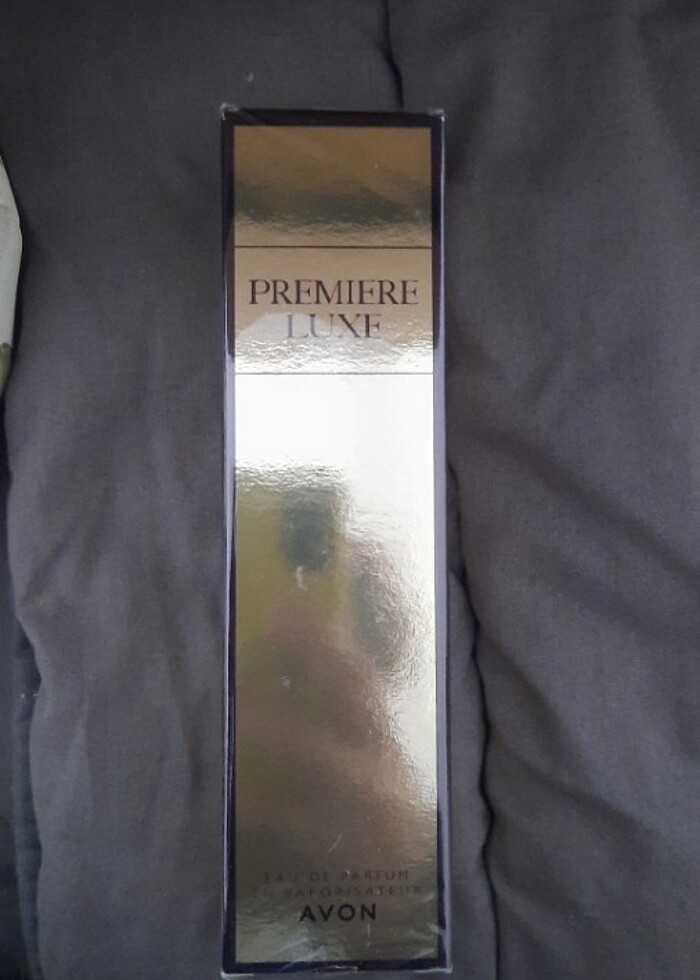 PREMIERE
LUXE
EAU DE PARFUM
EN VAPORISATEUR
AVON